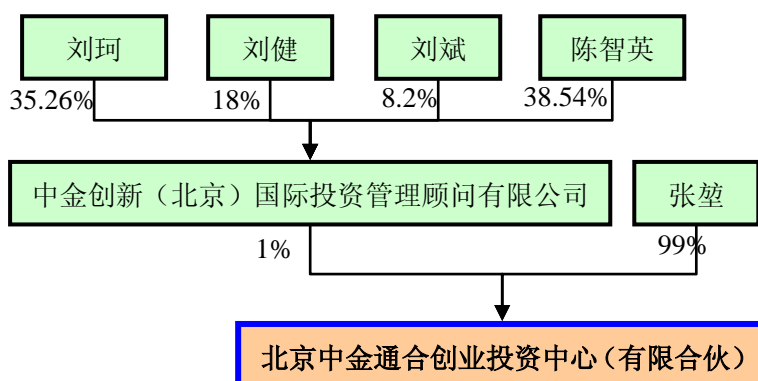 刘珂 刘健 刘斌 陈智英
35.26% 18% 8.2% 38.54%
中金创新（北京）国际投资管理顾问有限公司 张堃
1% 99%
北京中金通合创业投资中心（有限合伙）